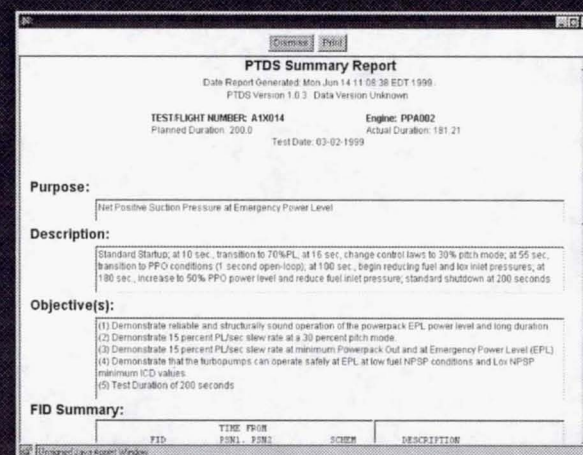 Dismiss Print
PTDS Summary Report
Date Report Generated: Mon Jun 14 11:08:38 EDT 1999
PTDS Version 1.0.3 Data Version Unknown
TEST/FLIGHT NUMBER: A1X014 Engine: PPA002
Planned Duration: 200.0 Actual Duration: 181.21
Test Date: 03-02-1999
Purpose:
Net Positive Suction Pressure at Emergency Power Level
Description:
Standard Startup; at 10 sec., transition to 70%PL; at 16 sec, change control laws to 30% pitch mode; at 55 sec,
transition to PPO conditions (1 second open-loop); at 100 sec., begin reducing fuel and lox inlet pressures; at
180 sec., increase to 50% PPO power level and reduce fuel inlet pressure; standard shutdown at 200 seconds
Objective(s):
(1) Demonstrate reliable and structurally sound operation of the powerpack EPL power level and long duration
(2) Demonstrate 15 percent PL/sec slew rate at a 30 percent pitch mode.
(3) Demonstrate 15 percent PL/sec slew rate at minimum Powerpack Out and at Emergency Power Level (EPL)
(4) Demonstrate that the turbopumps can operate safely at EPL at low fuel NPSP conditions and Lox NPSP
minimum ICD values.
(5) Test Duration of 200 seconds
FID Summary:
TIME FROM
FID PSN1, PSN2 SCHEM DESCRIPTION
Unsigned Java Applet Window